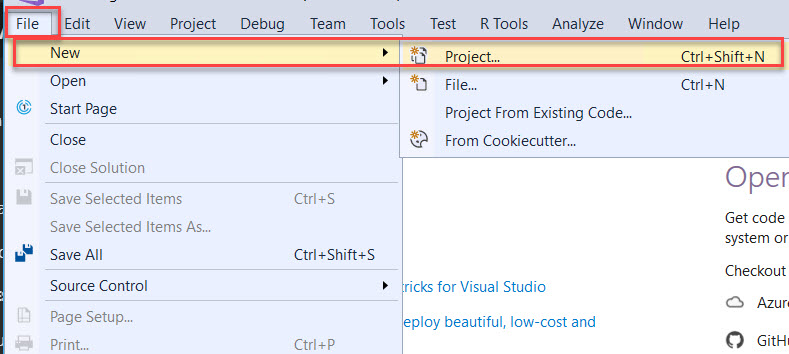 File Edit View Project Debug Team Tools Test R Tools Analyze Window Help
New
Open
Start Page
Close
Close Solution
Save Selected Items Ctrl+S
Save Selected Items As...
Save All Ctrl+Shift+S
Source Control
Page Setup...
Print... Ctrl+P
Project... Ctrl+Shift+N
File... Ctrl+N
Project From Existing Code...
From Cookiecutter...
ricks for Visual Studio
eploy beautiful, low-cost and
Open
Get code
system or
Checkout
Azure
GitHu